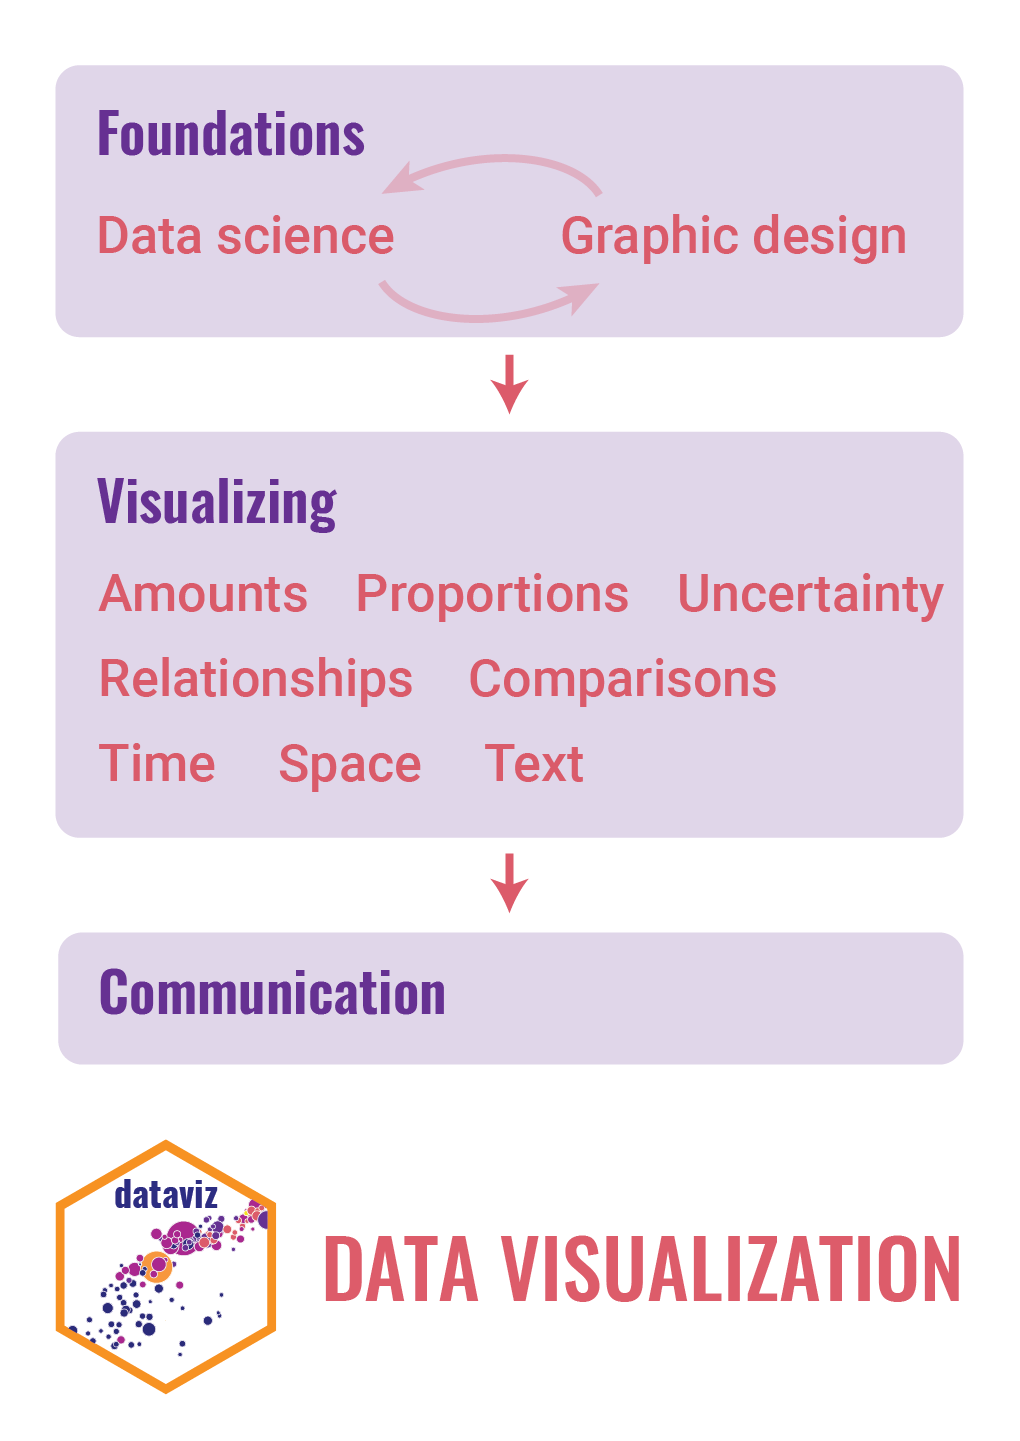 Foundations
Data science Graphic design
Visualizing
Amounts Proportions Uncertainty
Relationships Comparisons
Time Space Text
Communication
dataviz
DATA VISUALIZATION